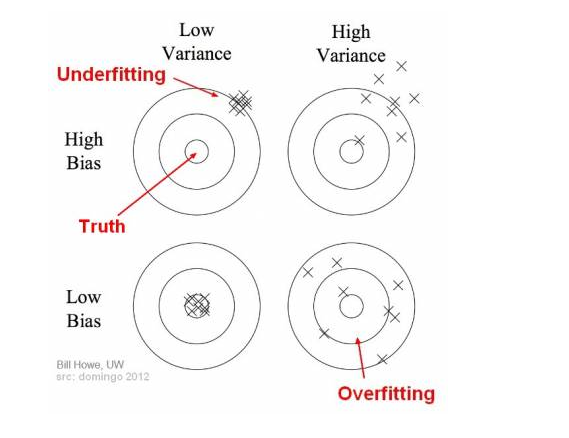 Low
Variance
High
Variance
Underfitting
High
Bias
Truth
Low
Bias
Bill Howe, UW
src: domingo 2012
Overfitting